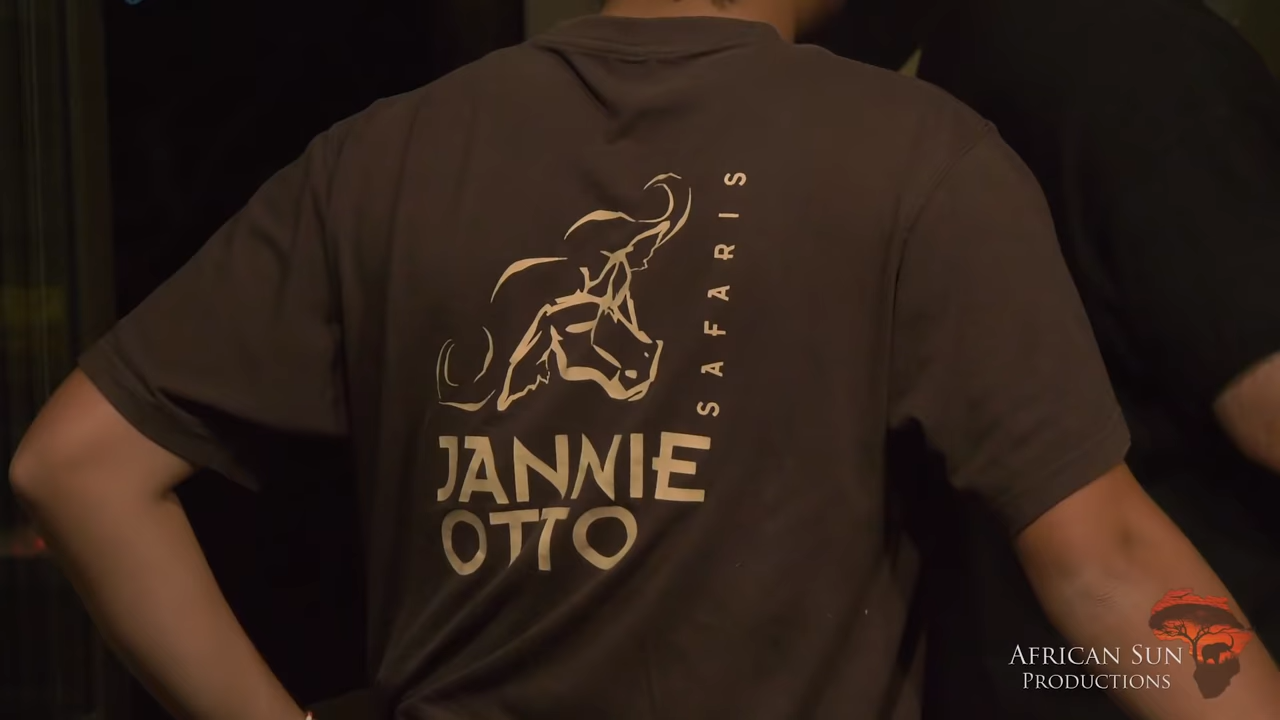 SAFARIS
JANNIE
OTTO
AFRICAN SUN
PRODUCTIONS